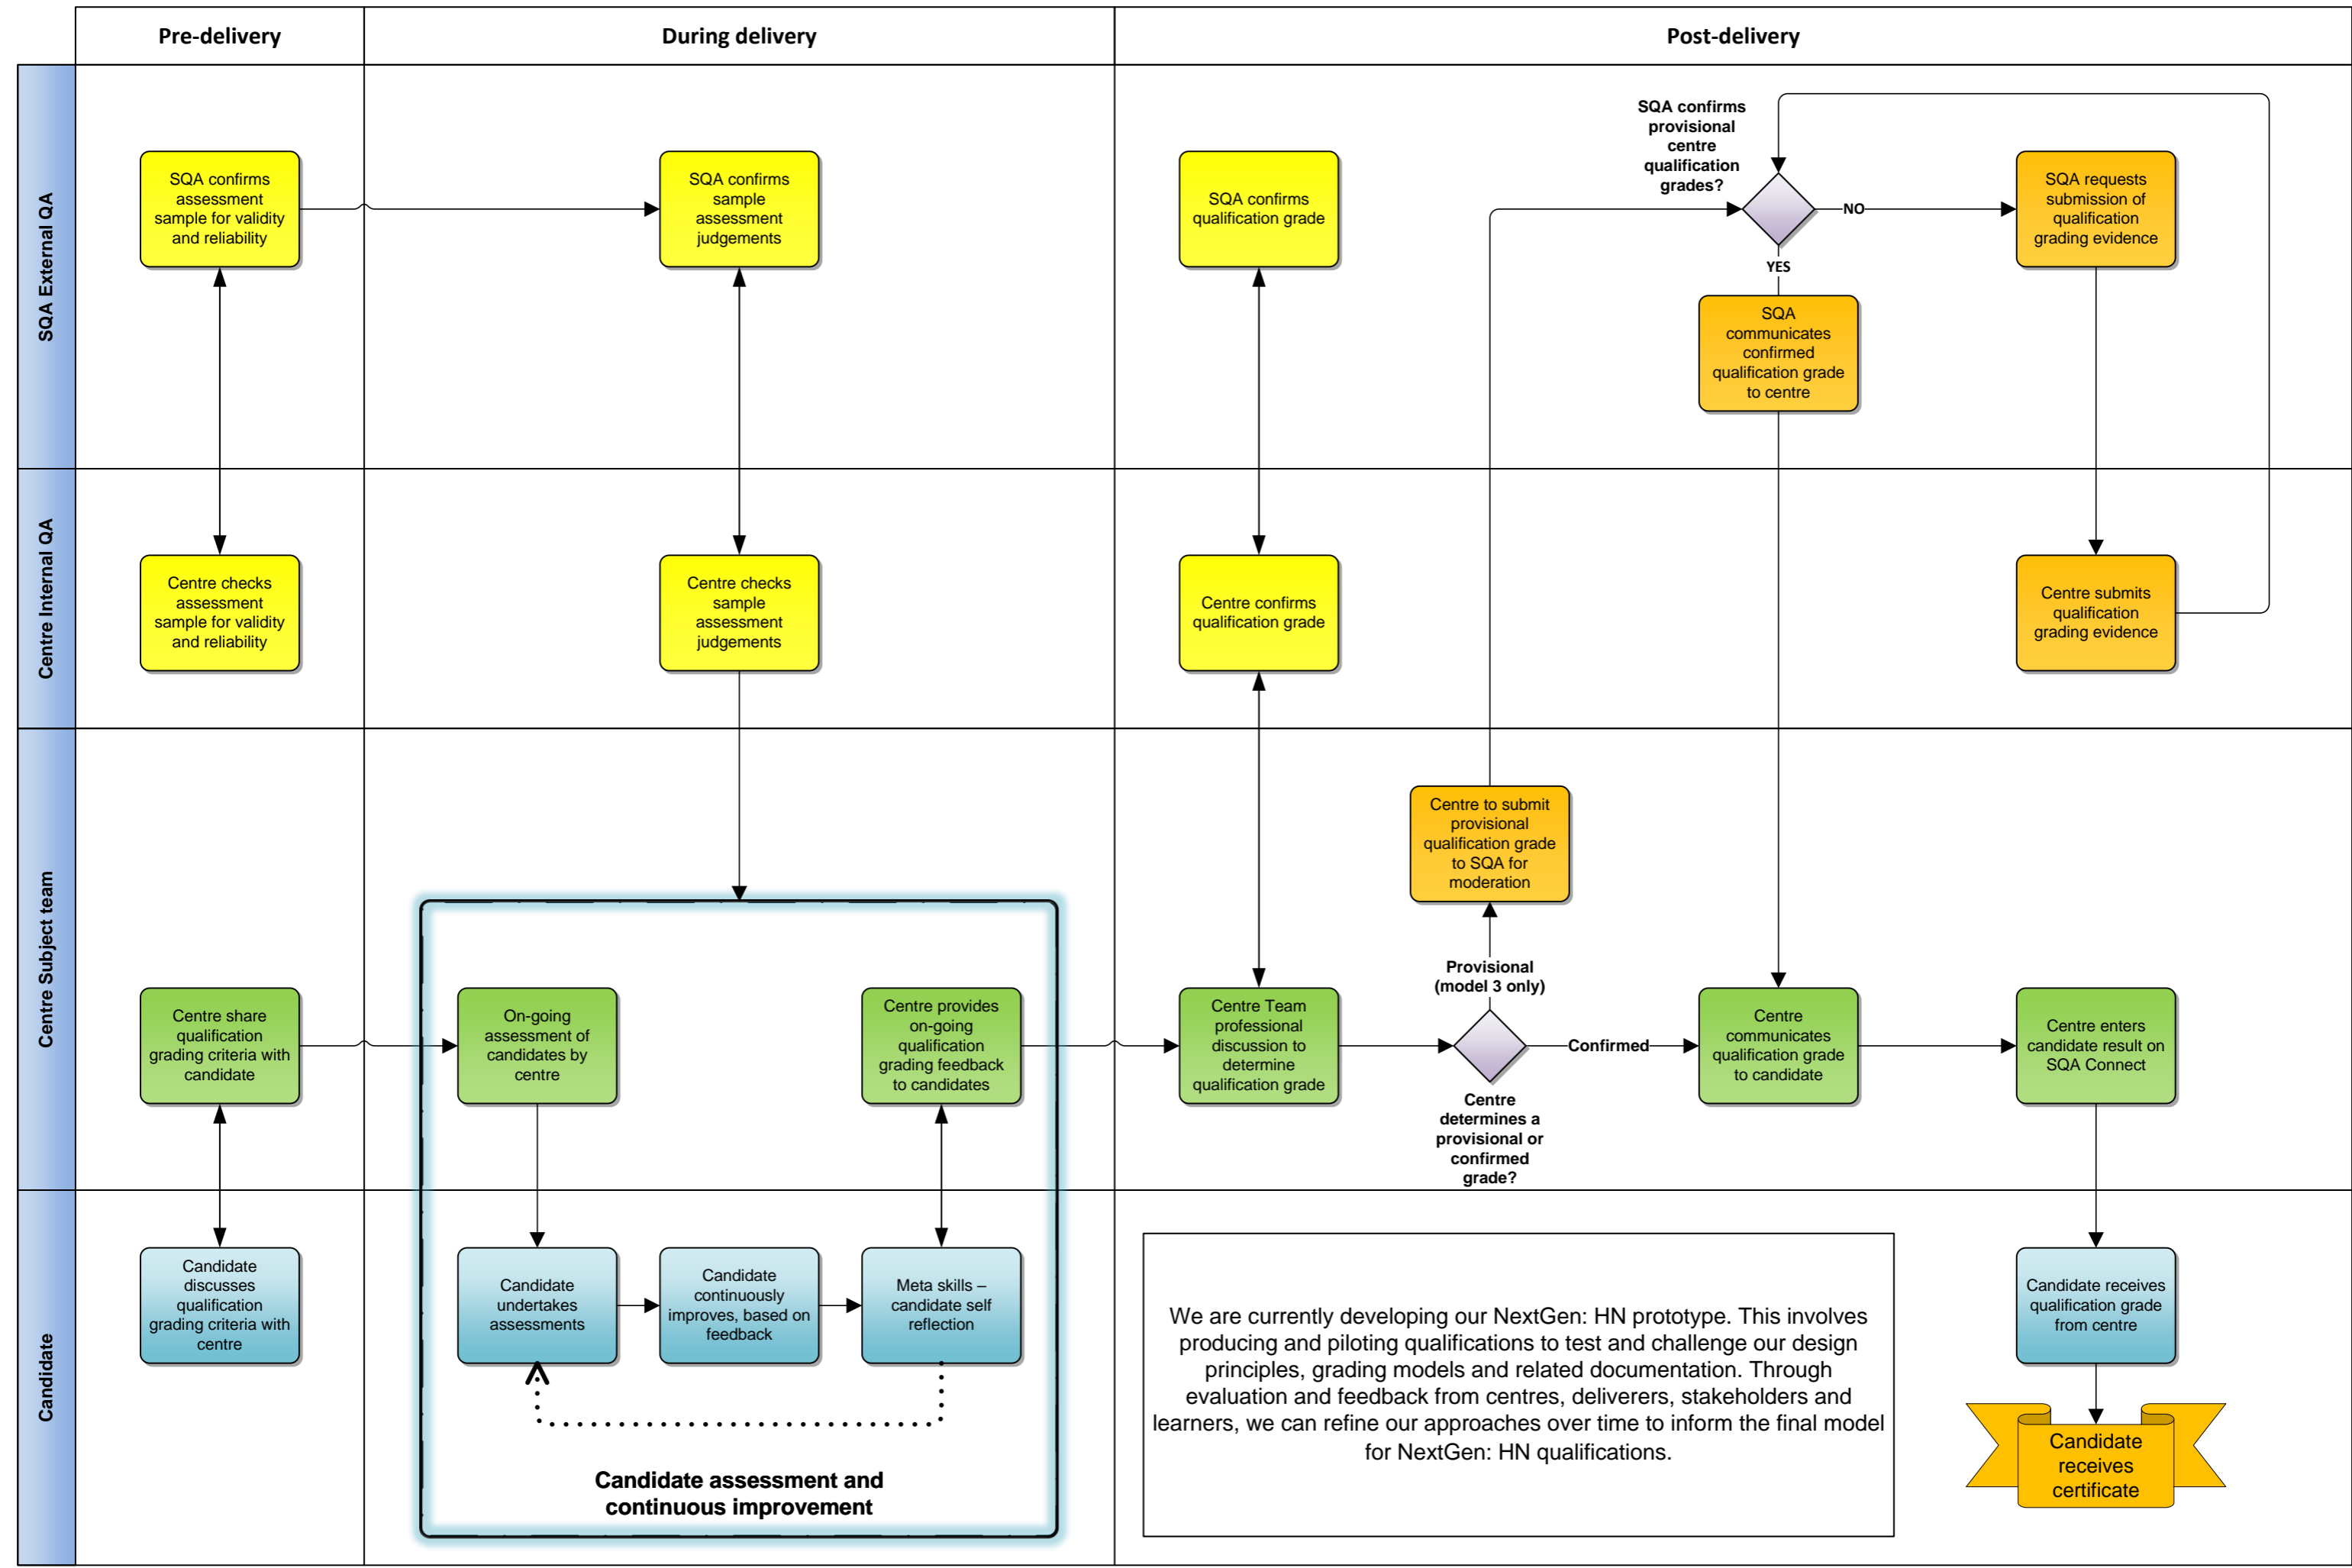 Pre-delivery
During delivery
Post-delivery
SQA External QA
SQA confirms
assessment
sample for validity
and reliability
SQA confirms
sample
assessment
judgements
SQA confirms
qualification grade
SQA confirms
provisional
centre
qualification
grades?
NO
YES
SQA requests
submission of
qualification
grading evidence
SQA
communicates
confirmed
qualification grade
to centre
Centre Internal QA
Centre checks
assessment
sample for validity
and reliability
Centre checks
sample
assessment
judgements
Centre confirms
qualification grade
Centre submits
qualification
grading evidence
Centre Subject team
Centre share
qualification
grading criteria with
candidate
On-going
assessment of
candidates by
centre
Centre provides
on-going
qualification
grading feedback
to candidates
Centre Team
professional
discussion to
determine
qualification grade
Centre to submit
provisional
qualification grade
to SQA for
moderation
Provisional
(model 3 only)
Confirmed
Centre
determines a
provisional or
confirmed
grade?
Centre
communicates
qualification grade
to candidate
Centre enters
candidate result on
SQA Connect
Candidate
Candidate
discusses
qualification
grading criteria with
centre
Candidate
undertakes
assessments
Candidate
continuously
improves, based on
feedback
Meta skills –
candidate self
reflection
Candidate assessment and
continuous improvement
We are currently developing our NextGen: HN prototype. This involves
producing and piloting qualifications to test and challenge our design
principles, grading models and related documentation. Through
evaluation and feedback from centres, deliverers, stakeholders and
learners, we can refine our approaches over time to inform the final model
for NextGen: HN qualifications.
Candidate receives
qualification grade
from centre
Candidate
receives
certificate